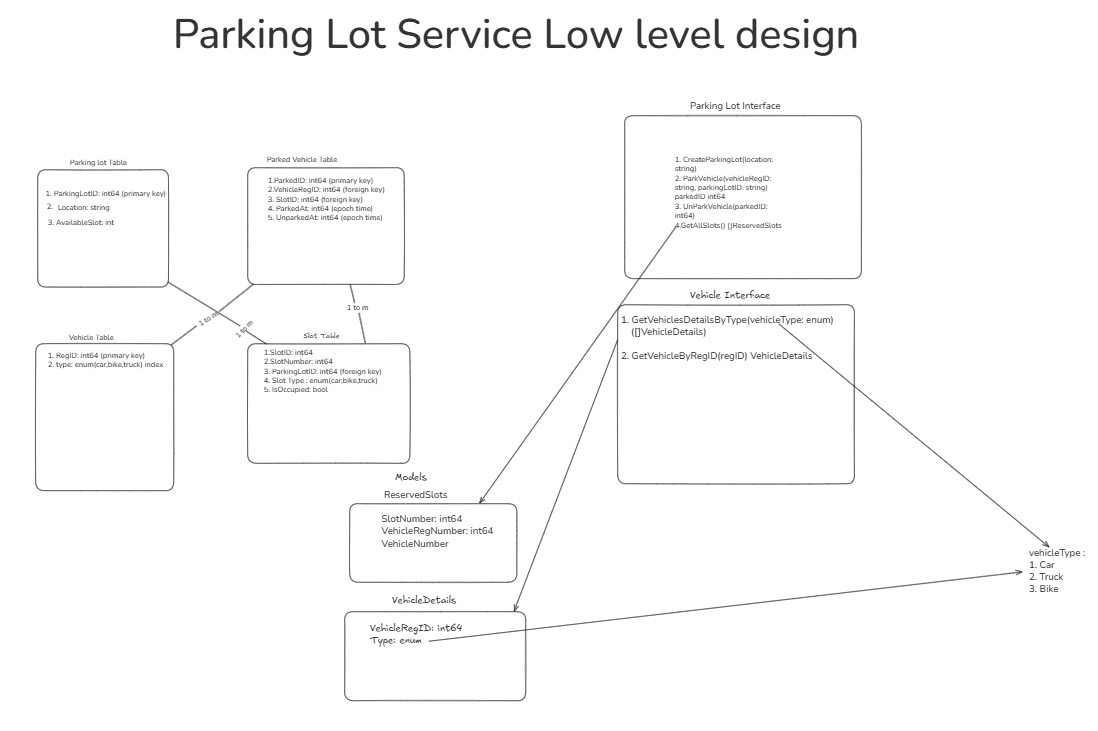 Parking Lot Service Low level design
Parking lot Table
1. ParkingLotID: int64 (primary key)
2. Location: string
3. AvailableSlot: int
Parked Vehicle Table
1.ParkedID: int64 (primary key)
2.VehicleRegID: int64 (foreign key)
3. SlotID: int64 (foreign key)
4. ParkedAt: int64 (epoch time)
5. UnparkedAt: int64 (epoch time)
1 to m
1 to m
1 to m
Vehicle Table
1. RegID: int64 (primary key)
2. type: enum(car,bike,truck) index
Slot Table
1.SlotID: int64
2.SlotNumber: int64
3. ParkingLotID: int64 (foreign key)
4. Slot Type : enum(car,bike,truck)
5. IsOccupied: bool
Parking Lot Interface
1. CreateParkingLot(location:
string)
2. ParkVehicle(vehicleRegID:
string, parkingLotID: string)
parkedID int64
3. UnParkVehicle(parkedID:
int64)
4.GetAllSlots() []ReservedSlots
Vehicle Interface
1. GetVehiclesDetailsByType(vehicleType: enum)
([]VehicleDetails)
2. GetVehicleByRegID(regID) VehicleDetails
Models
ReservedSlots
SlotNumber: int64
VehicleRegNumber: int64
VehicleNumber
VehicleDetails
VehicleRegID: int64
Type: enum
vehicleType :
1. Car
2. Truck
3. Bike